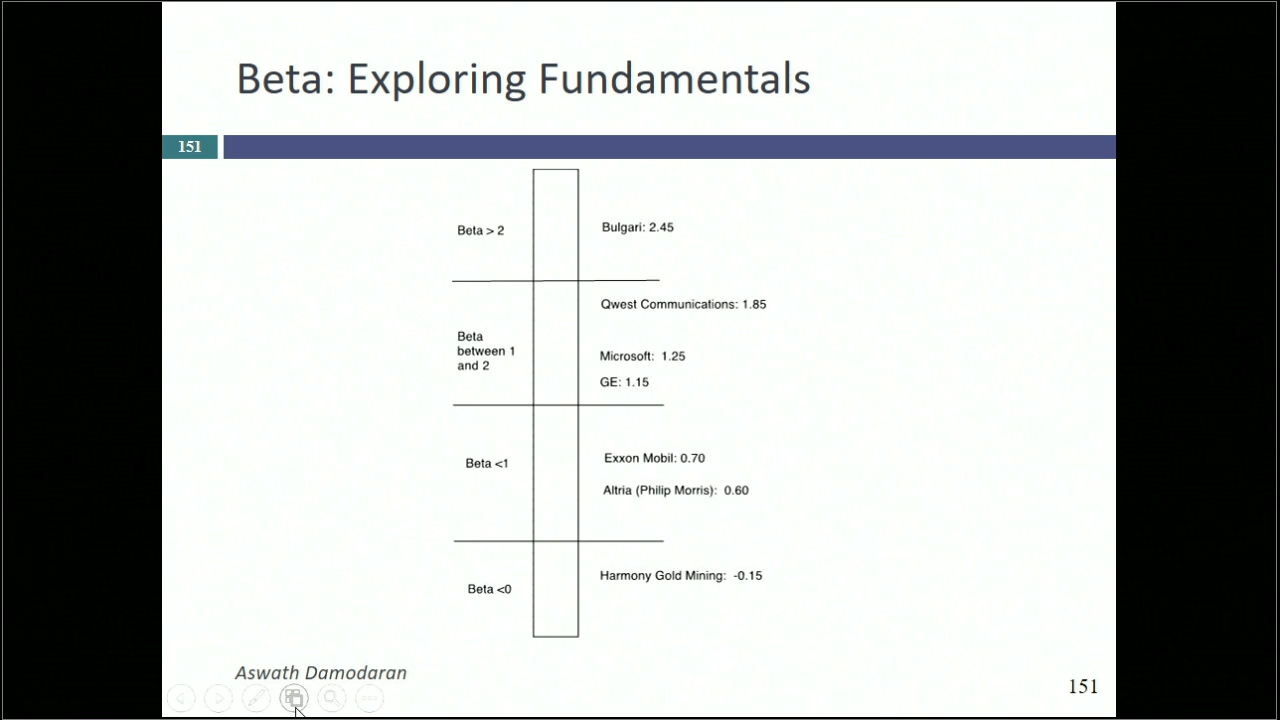 Beta: Exploring Fundamentals
151
Beta > 2
Bulgari: 2.45
Qwest Communications: 1.85
Beta
between 1
and 2
Microsoft: 1.25
GE: 1.15
Beta <1
Exxon Mobil: 0.70
Altria (Philip Morris): 0.60
Beta <0
Harmony Gold Mining: -0.15
Aswath Damodaran
151